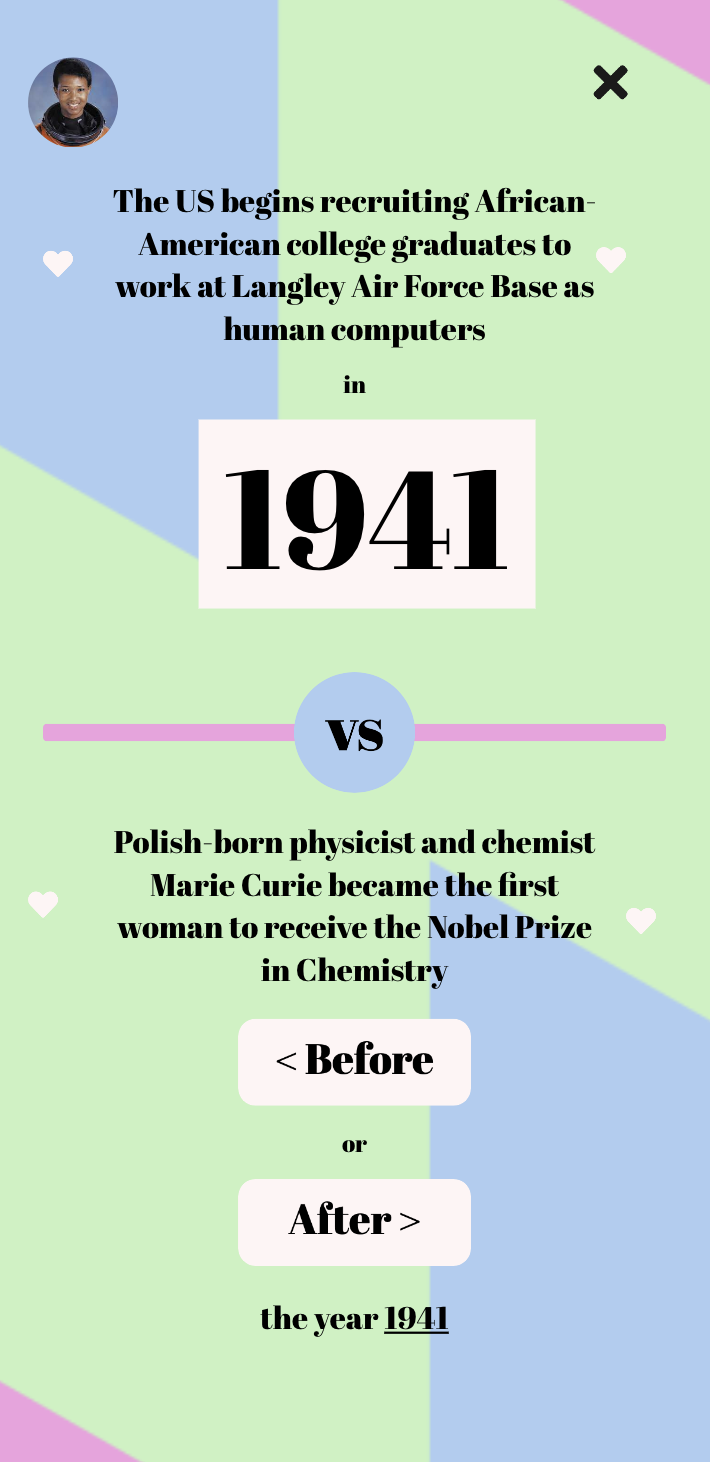 The US begins recruiting African-
American college graduates to
work at Langley Air Force Base as
human computers
in
1941
VS
Polish-born physicist and chemist
Marie Curie became the first
woman to receive the Nobel Prize
in Chemistry
< Before
or
After >
the year 1941